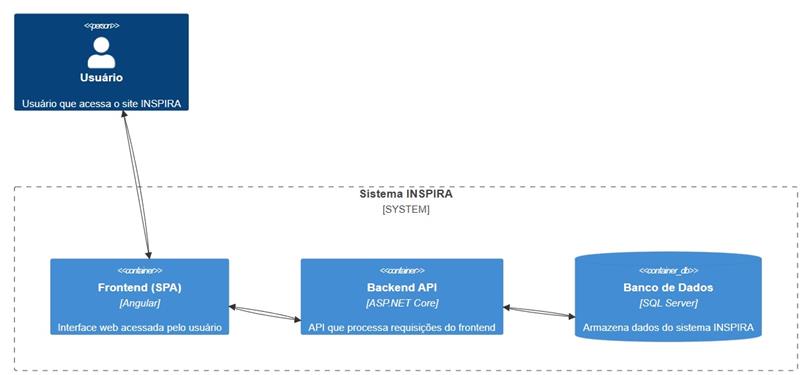 <<person>>
Usuário
Usuário que acessa o site INSPIRA
Sistema INSPIRA
[SYSTEM]
<<container>>
Frontend (SPA)
[Angular]
Interface web acessada pelo usuário
<<container>>
Backend API
[ASP.NET Core]
API que processa requisições do frontend
<<container_db>>
Banco de Dados
[SQL Server]
Armazena dados do sistema INSPIRA